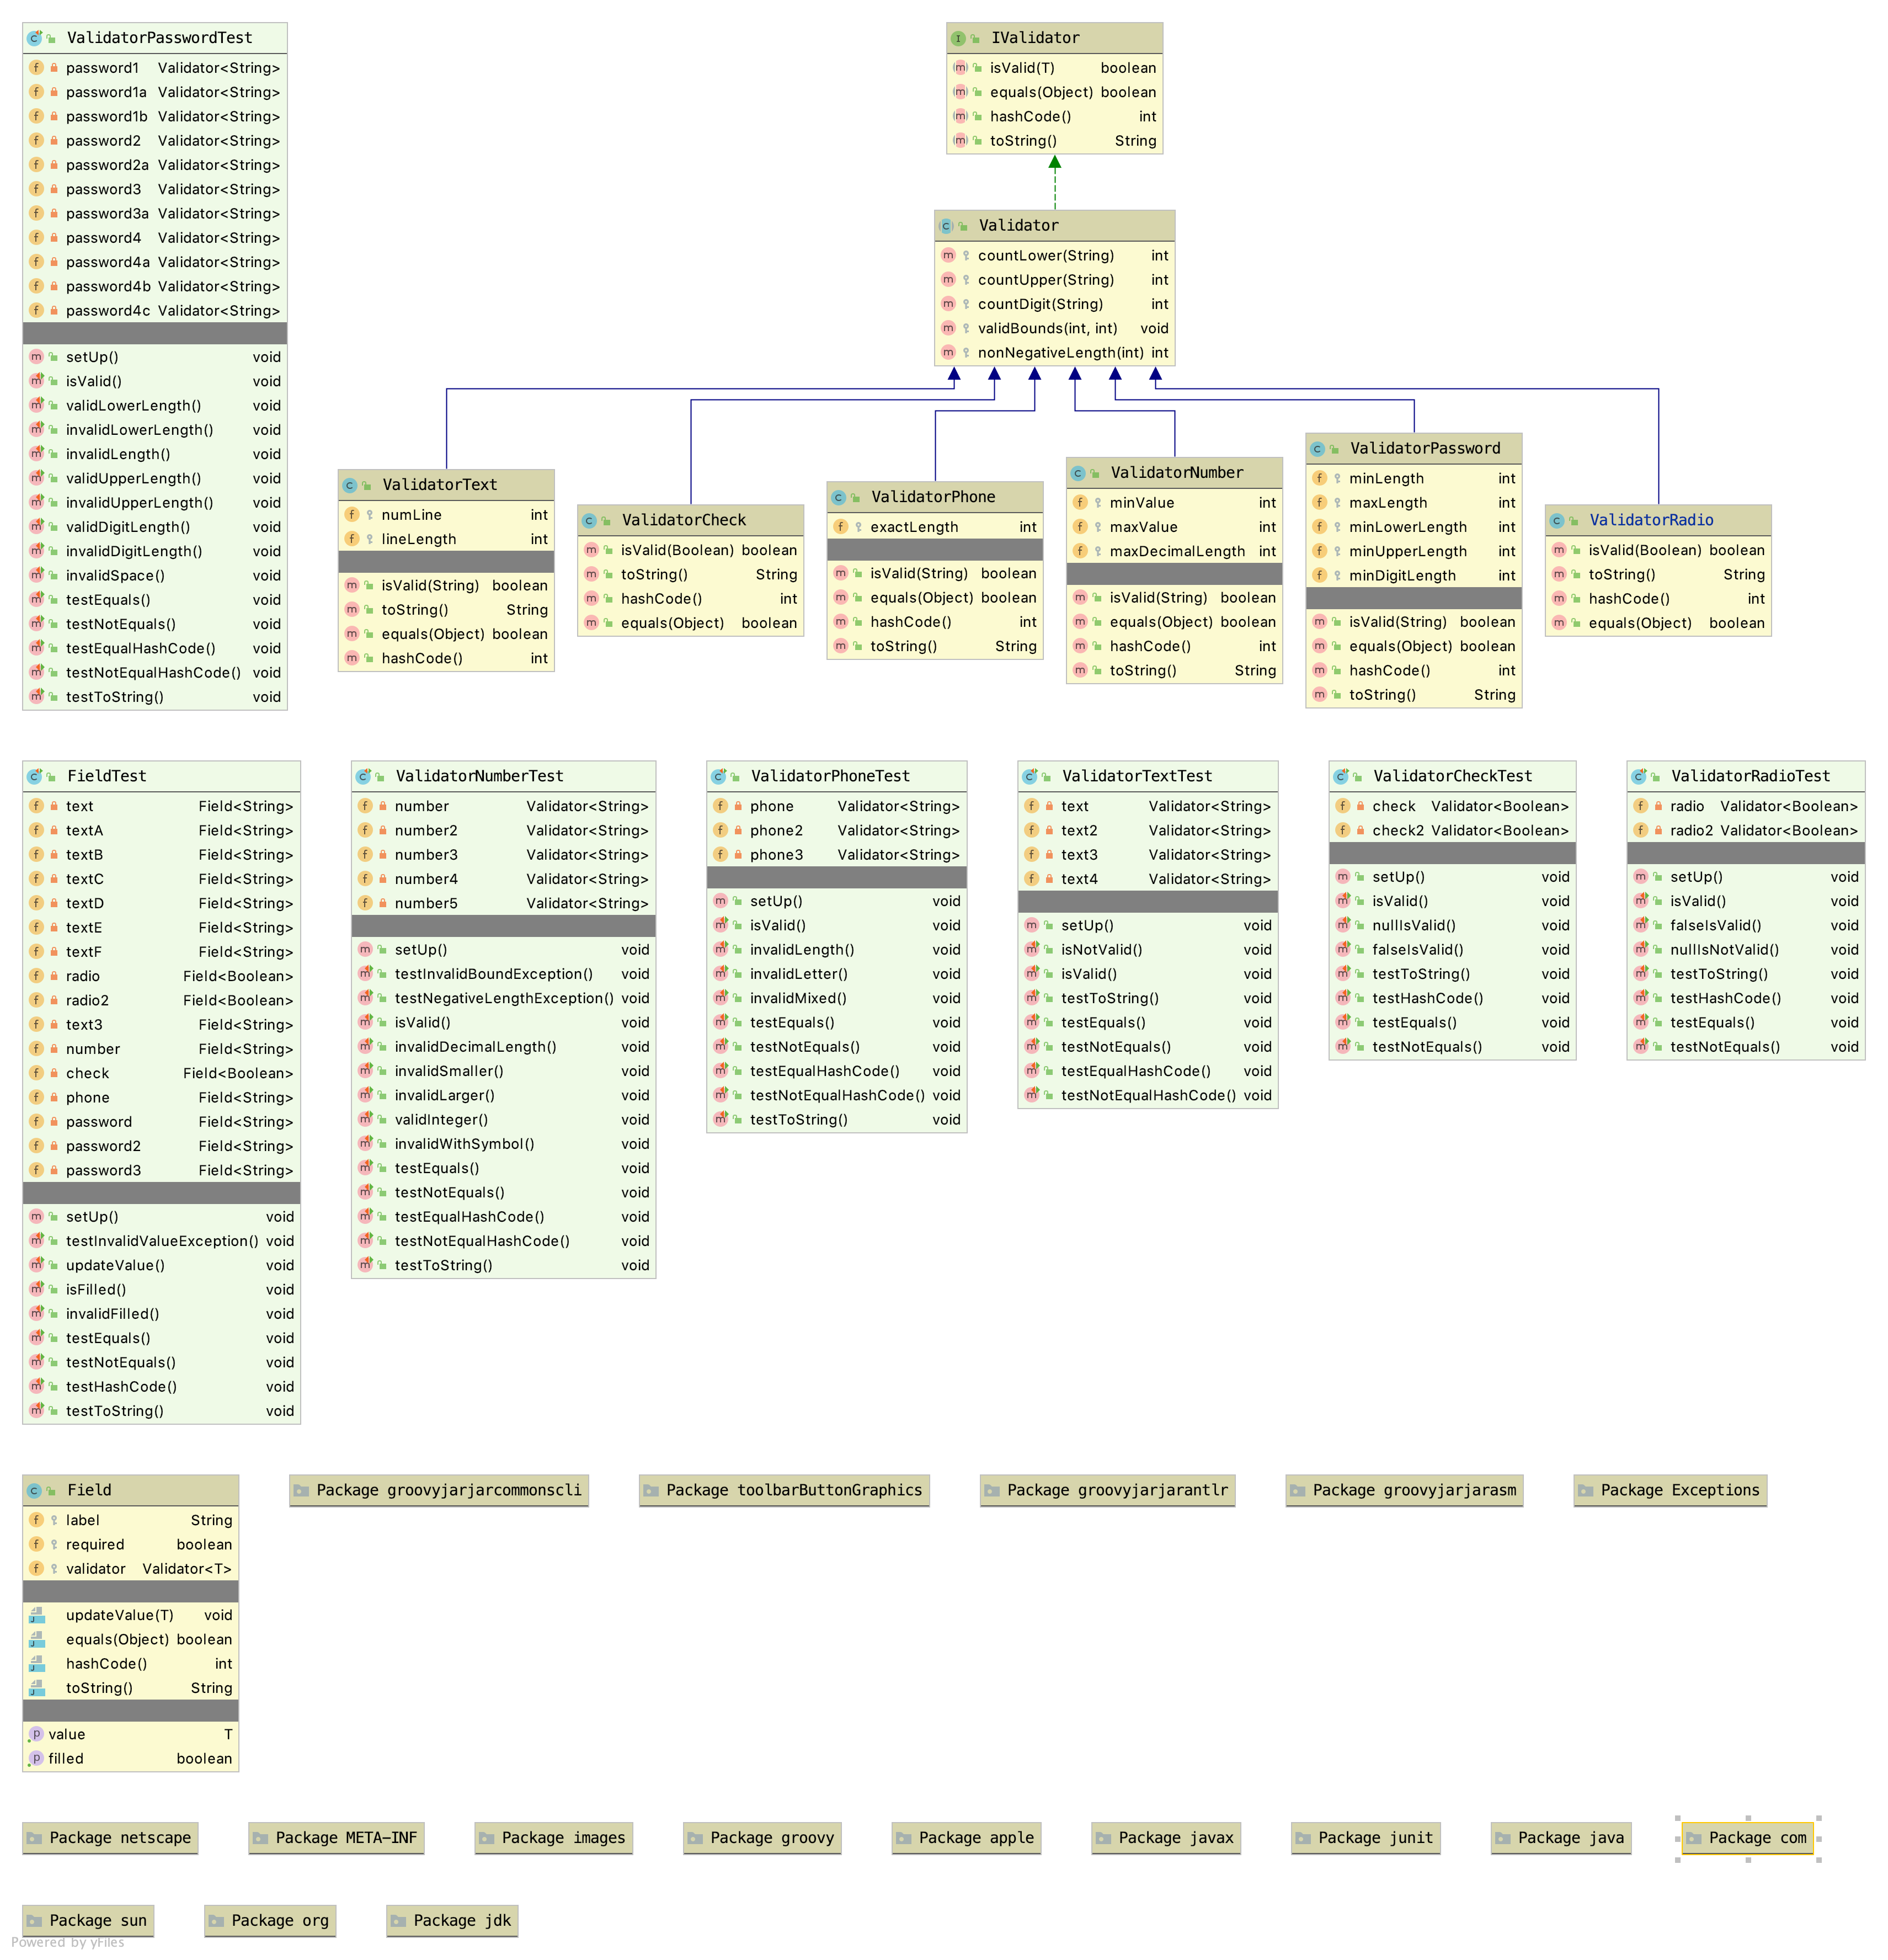 ValidatorPasswordTest
password1 Validator<String>
password1a Validator<String>
password1b Validator<String>
password2 Validator<String>
password2a Validator<String>
password3 Validator<String>
password3a Validator<String>
password4 Validator<String>
password4a Validator<String>
password4b Validator<String>
password4c Validator<String>
setUp() void
isValid() void
validLowerLength() void
invalidLowerLength() void
invalidLength() void
validUpperLength() void
invalidUpperLength() void
validDigitLength() void
invalidDigitLength() void
invalidSpace() void
testEquals() void
testNotEquals() void
testEqualHashCode() void
testNotEqualHashCode() void
testToString() void
IValidator
isValid(T) boolean
equals(Object) boolean
hashCode() int
toString() String
Validator
countLower(String) int
countUpper(String) int
countDigit(String) int
validBounds(int, int) void
nonNegativeLength(int) int
ValidatorText
numLine int
lineLength int
isValid(String) boolean
toString() String
equals(Object) boolean
hashCode() int
ValidatorCheck
isValid(Boolean) boolean
toString() String
hashCode() int
equals(Object) boolean
ValidatorPhone
exactLength int
isValid(String) boolean
equals(Object) boolean
hashCode() int
toString() String
ValidatorNumber
minValue int
maxValue int
maxDecimalLength int
isValid(String) boolean
equals(Object) boolean
hashCode() int
toString() String
ValidatorPassword
minLength int
maxLength int
minLowerLength int
minUpperLength int
minDigitLength int
isValid(String) boolean
equals(Object) boolean
hashCode() int
toString() String
ValidatorRadio
isValid(Boolean) boolean
toString() String
hashCode() int
equals(Object) boolean
FieldTest
text Field<String>
textA Field<String>
textB Field<String>
textC Field<String>
textD Field<String>
textE Field<String>
textF Field<String>
radio Field<Boolean>
radio2 Field<Boolean>
text3 Field<String>
number Field<String>
check Field<Boolean>
phone Field<String>
password Field<String>
password2 Field<String>
password3 Field<String>
setUp() void
testInvalidValueException() void
updateValue() void
isFilled() void
invalidFilled() void
testEquals() void
testNotEquals() void
testHashCode() void
testToString() void
ValidatorNumberTest
number Validator<String>
number2 Validator<String>
number3 Validator<String>
number4 Validator<String>
number5 Validator<String>
setUp() void
testInvalidBoundException() void
testNegativeLengthException() void
isValid() void
invalidDecimalLength() void
invalidSmaller() void
invalidLarger() void
validInteger() void
invalidWithSymbol() void
testEquals() void
testNotEquals() void
testEqualHashCode() void
testNotEqualHashCode() void
testToString() void
ValidatorPhoneTest
phone Validator<String>
phone2 Validator<String>
phone3 Validator<String>
setUp() void
isValid() void
invalidLength() void
invalidLetter() void
invalidMixed() void
testEquals() void
testNotEquals() void
testEqualHashCode() void
testNotEqualHashCode() void
testToString() void
ValidatorTextTest
text Validator<String>
text2 Validator<String>
text3 Validator<String>
text4 Validator<String>
setUp() void
isNotValid() void
isValid() void
testToString() void
testEquals() void
testNotEquals() void
testEqualHashCode() void
testNotEqualHashCode() void
ValidatorCheckTest
check Validator<Boolean>
check2 Validator<Boolean>
setUp() void
isValid() void
nullIsValid() void
falseIsValid() void
testToString() void
testHashCode() void
testEquals() void
testNotEquals() void
ValidatorRadioTest
radio Validator<Boolean>
radio2 Validator<Boolean>
setUp() void
isValid() void
falseIsValid() void
nullIsNotValid() void
testToString() void
testHashCode() void
testEquals() void
testNotEquals() void
Field
label String
required boolean
validator Validator<T>
updateValue(T) void
equals(Object) boolean
hashCode() int
toString() String
value T
filled boolean
Package groovyjarjarcommonscli
Package toolbarButtonGraphics
Package groovyjarjarantlr
Package groovyjarjarasm
Package Exceptions
Package netscape
Package META-INF
Package images
Package groovy
Package apple
Package javax
Package junit
Package java
Package com
Package sun
Package org
Package jdk
Powered by yFiles